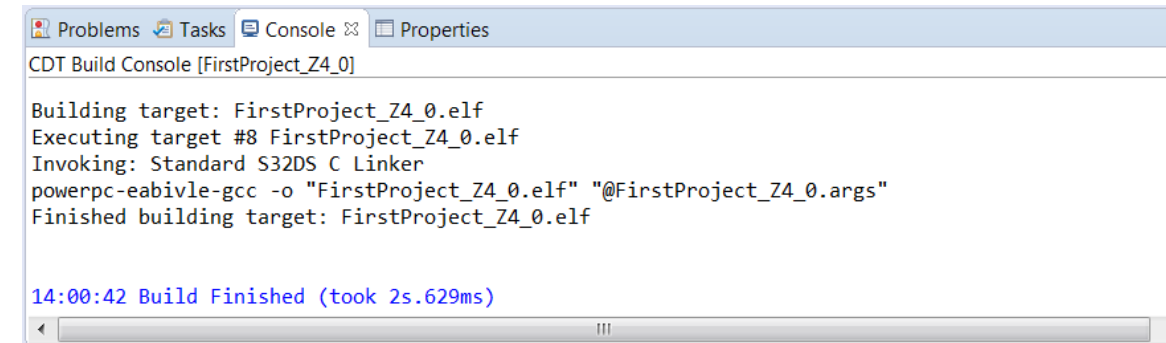 Problems Tasks Console Properties
CDT Build Console [FirstProject_Z4_0]
Building target: FirstProject_Z4_0.elf
Executing target #8 FirstProject_Z4_0.elf
Invoking: Standard S32DS C Linker
powerpc-eabivle-gcc -o "FirstProject_Z4_0.elf" "@FirstProject_Z4_0.args"
Finished building target: FirstProject_Z4_0.elf
14:00:42 Build Finished (took 2s.629ms)